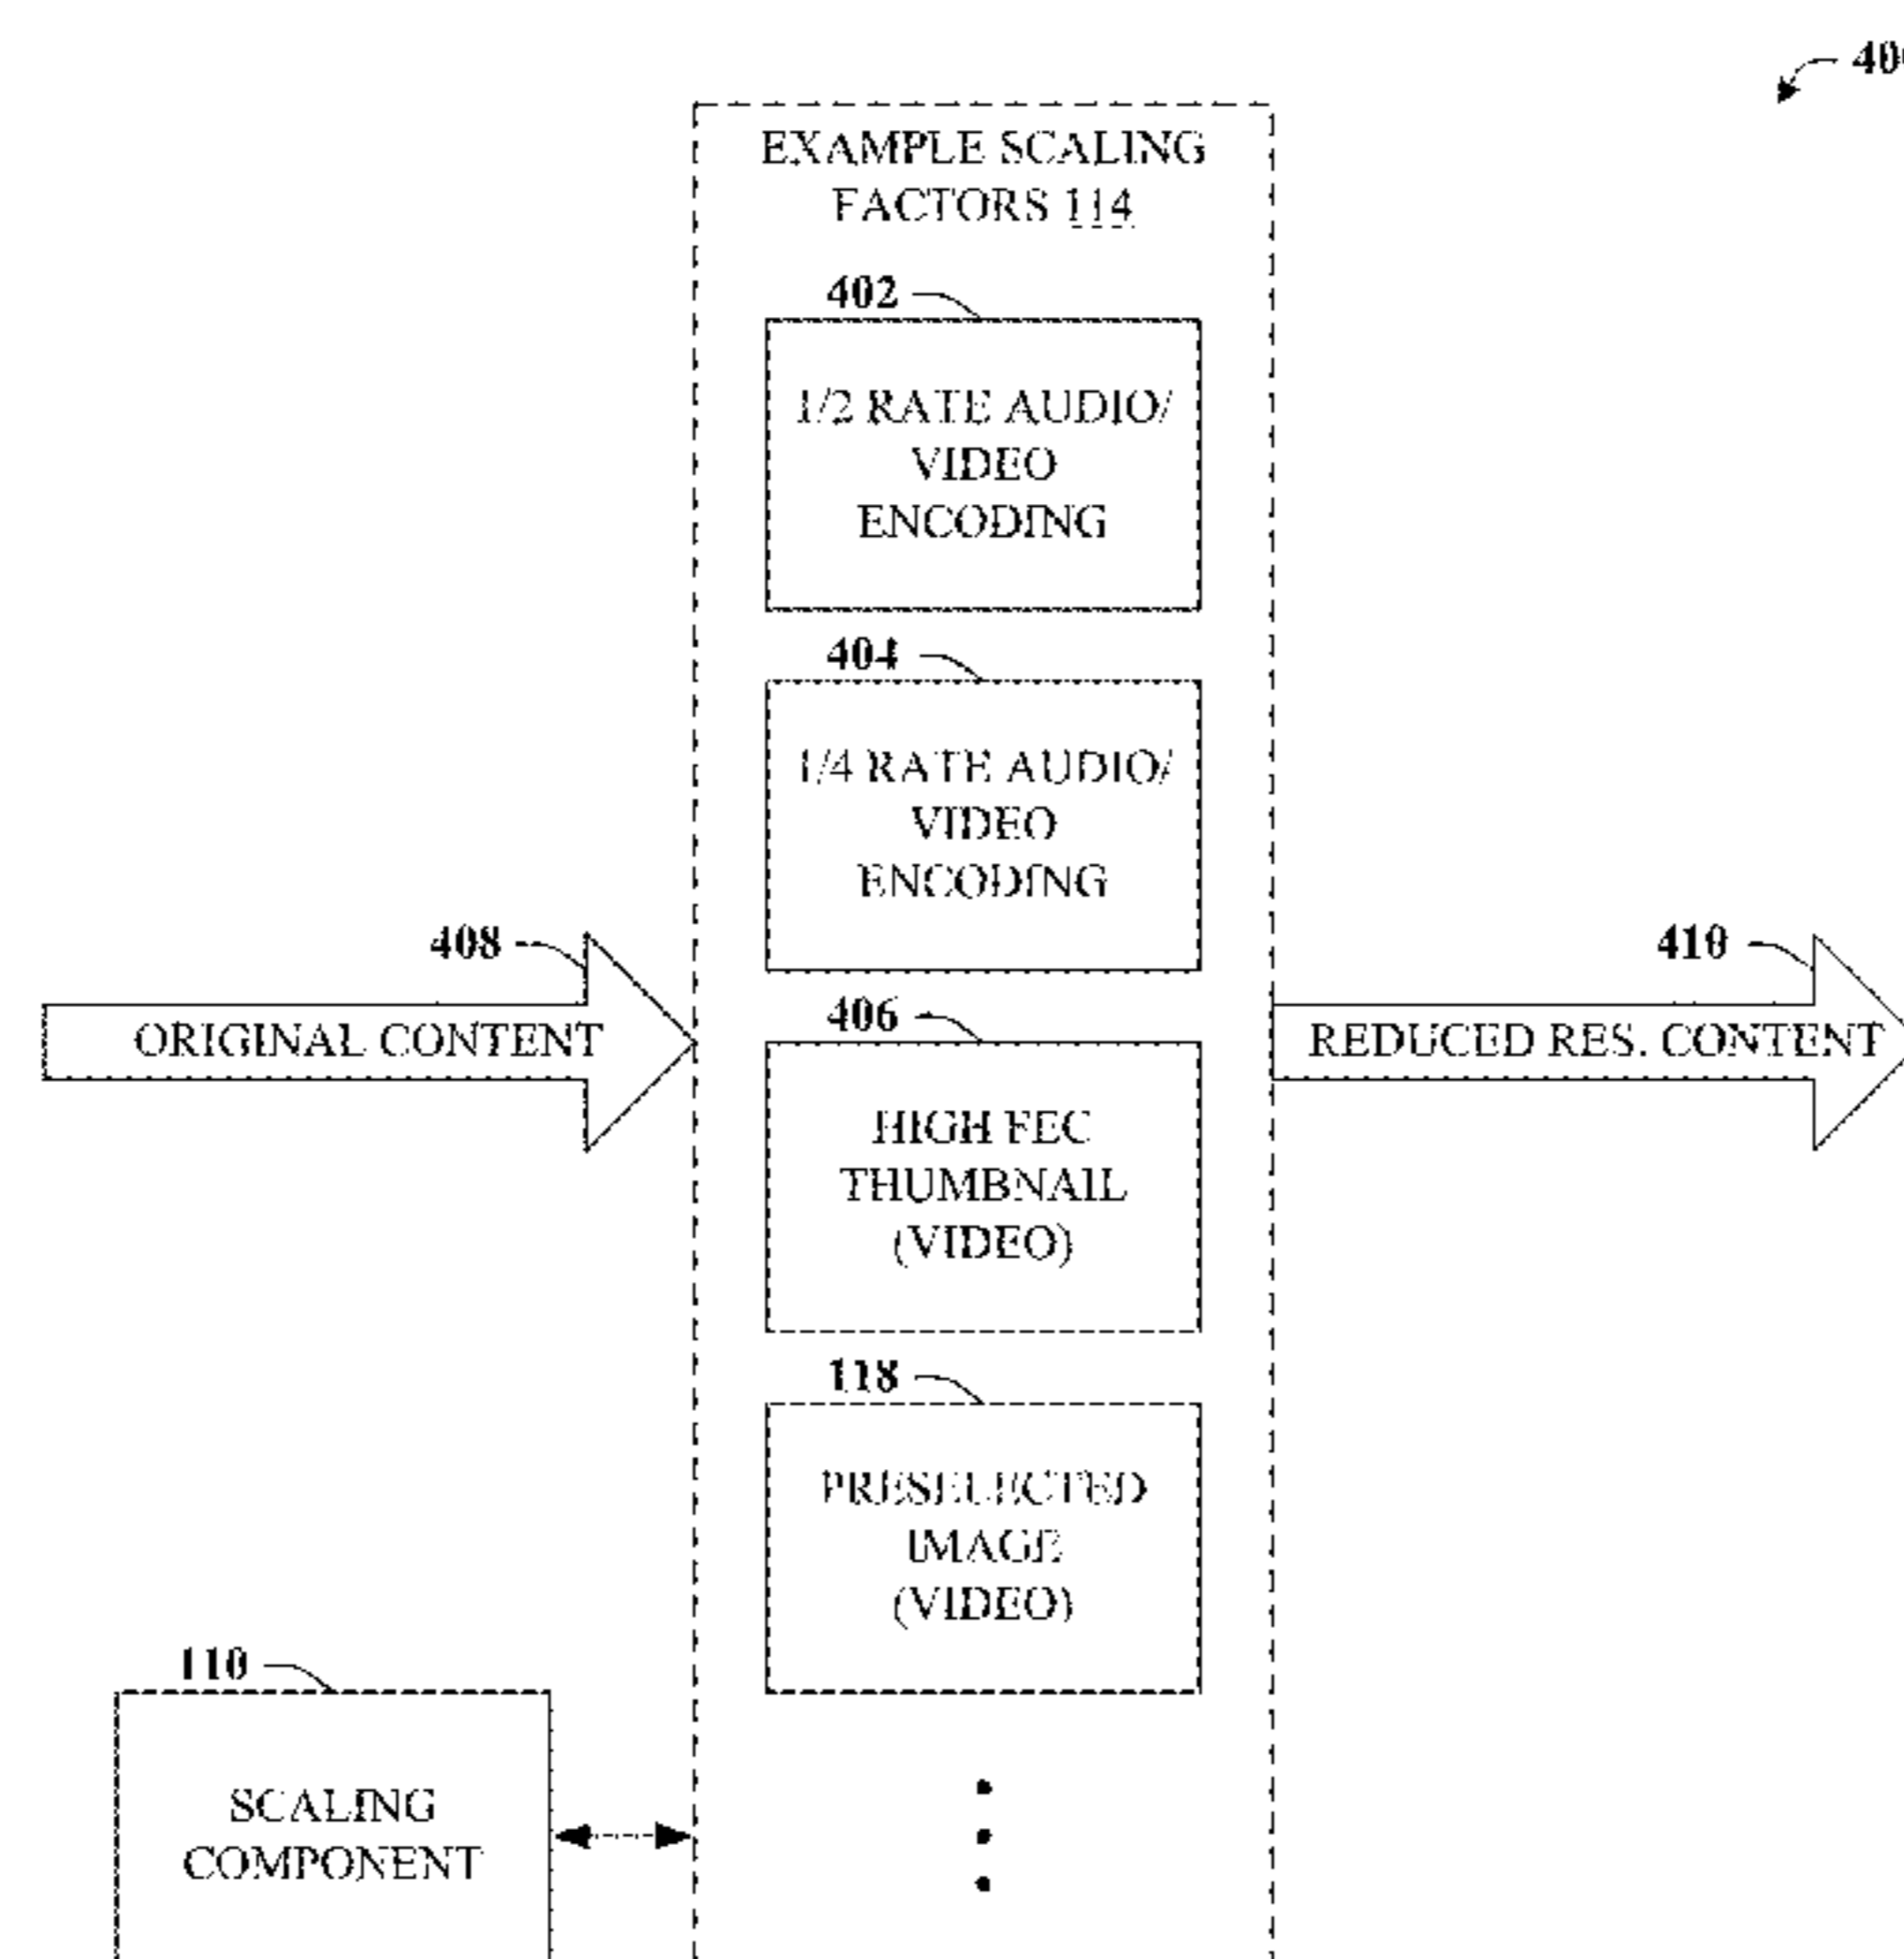 EXAMPLE SCALING
FACTORS 114
402
1/2 RATE AUDIO/
VIDEO
ENCODING
404
1/4 RATE AUDIO/
VIDEO
ENCODING
408
ORIGINAL CONTENT
410
REDUCED RES. CONTENT
406
HIGH FEC
THUMBNAIL
(VIDEO)
118
PRESELECTED
IMAGE
(VIDEO)
110
SCALING
COMPONENT